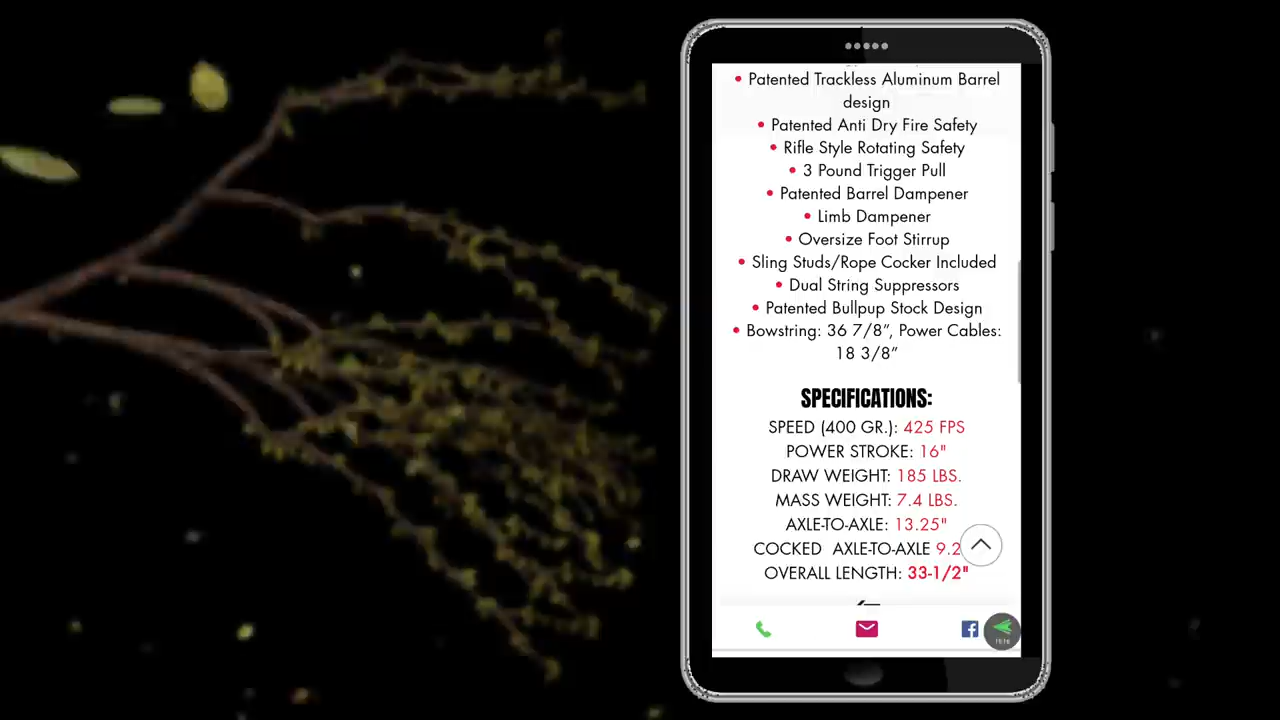 • Patented Trackless Aluminum Barrel
design
• Patented Anti Dry Fire Safety
• Rifle Style Rotating Safety
• 3 Pound Trigger Pull
• Patented Barrel Dampener
• Limb Dampener
• Oversize Foot Stirrup
• Sling Studs/Rope Cocker Included
• Dual String Suppressors
• Patented Bullpup Stock Design
• Bowstring: 36 7/8”, Power Cables:
18 3/8”
SPECIFICATIONS:
SPEED (400 GR.): 425 FPS
POWER STROKE: 16"
DRAW WEIGHT: 185 LBS.
MASS WEIGHT: 7.4 LBS.
AXLE-TO-AXLE: 13.25"
COCKED AXLE-TO-AXLE 9.2
OVERALL LENGTH: 33-1/2"